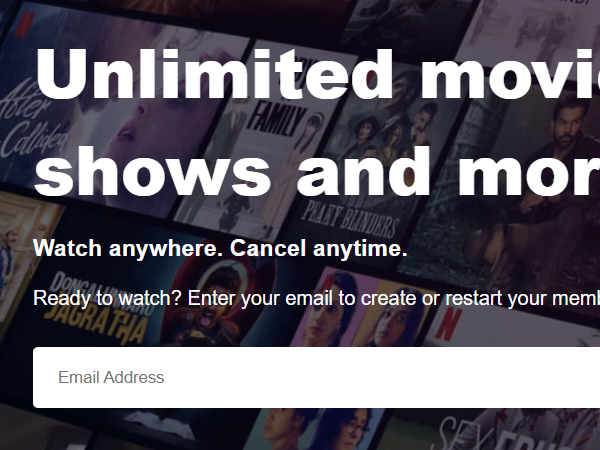 Unlimited movi
shows and mor
Watch anywhere. Cancel anytime.
Ready to watch? Enter your email to create or restart your memb
Email Address
After
Collided
FAMILY
PEAKY BLINDERS
JAGRATHA
N
N